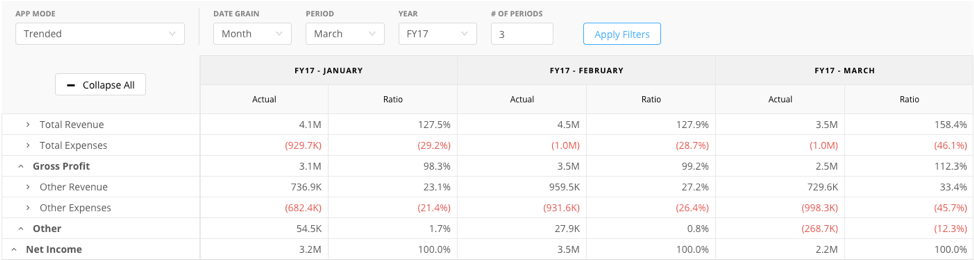 APP MODE DATE GRAIN PERIOD YEAR # OF PERIODS
Trended Month March FY17 3 Apply Filters
FY17 - JANUARY FY17 - FEBRUARY FY17 - MARCH
Collapse All
Actual Ratio Actual Ratio Actual Ratio
Total Revenue 4.1M 127.5% 4.5M 127.9% 3.5M 158.4%
Total Expenses (929.7K) (29.2%) (1.0M) (28.7%) (1.0M) (46.1%)
Gross Profit 3.1M 98.3% 3.5M 99.2% 2.5M 112.3%
Other Revenue 736.9K 23.1% 959.5K 27.2% 729.6K 33.4%
Other Expenses (682.4K) (21.4%) (931.6K) (26.4%) (998.3K) (45.7%)
Other 54.5K 1.7% 27.9K 0.8% (268.7K) (12.3%)
Net Income 3.2M 100.0% 3.5M 100.0% 2.2M 100.0%